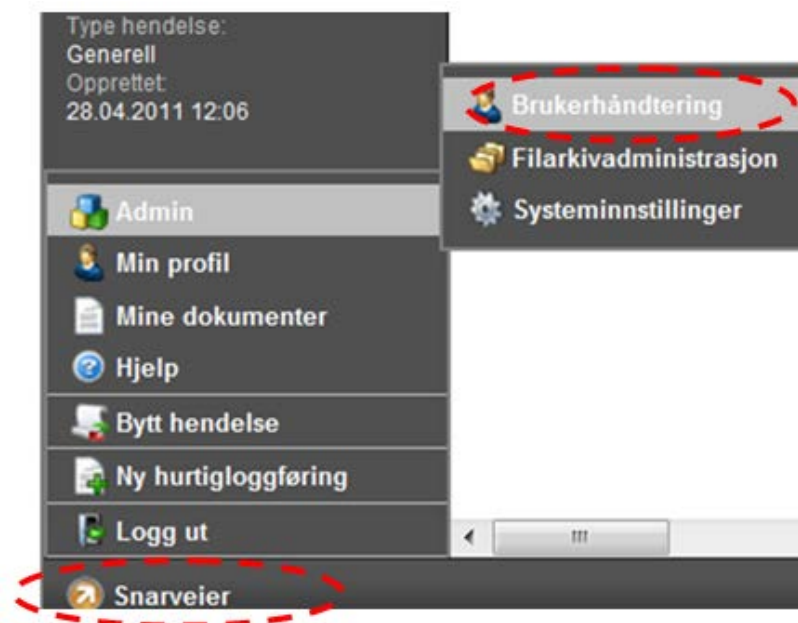 Type hendelse:
Generell
Opprettet:
28.04.2011 12:06
Admin
Min profil
Mine dokumenter
Hjelp
Bytt hendelse
Ny hurtigloggføring
Logg ut
Snarveier
Brukerhåndtering
Filarkivadministrasjon
Systeminnstillinger